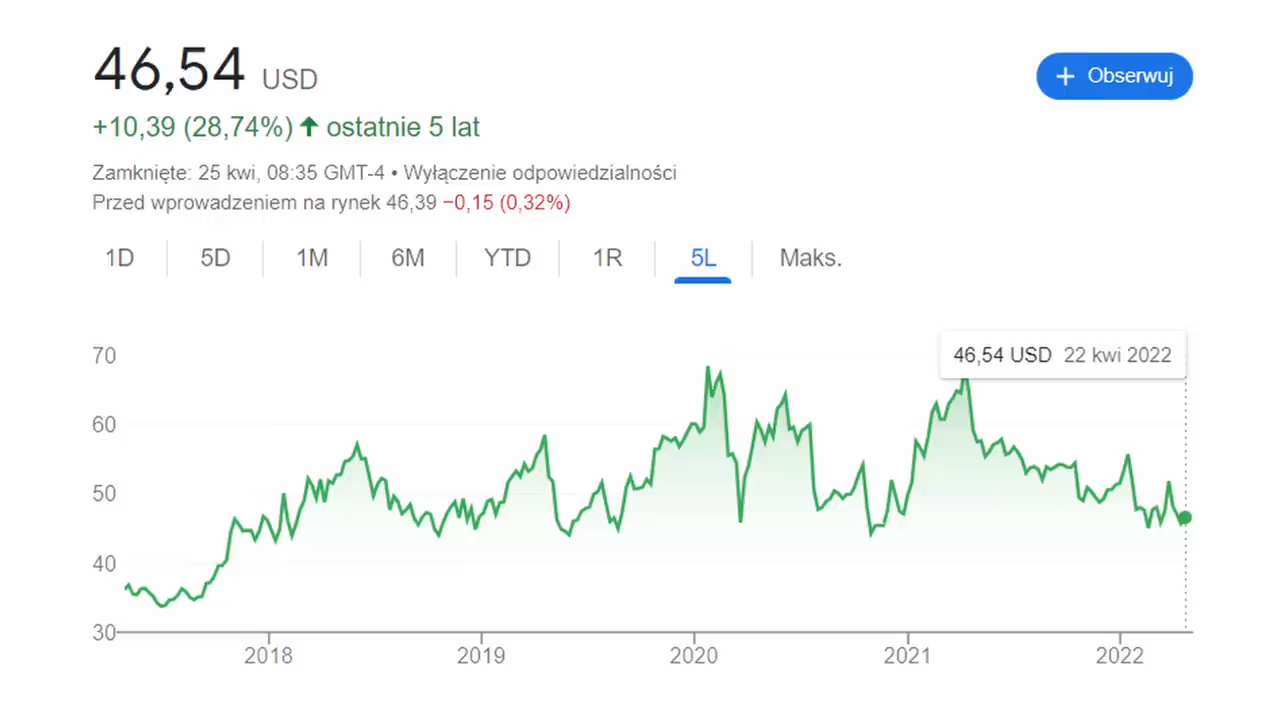 46,54 USD
+ Obserwuj
+10,39 (28,74%) ↑ ostatnie 5 lat
Zamknięte: 25 kwi, 08:35 GMT-4 • Wyłączenie odpowiedzialności
Przed wprowadzeniem na rynek 46,39 −0,15 (0,32%)
1D 5D 1M 6M YTD 1R 5L Maks.
46,54 USD 22 kwi 2022
70
60
50
40
30
2018 2019 2020 2021 2022